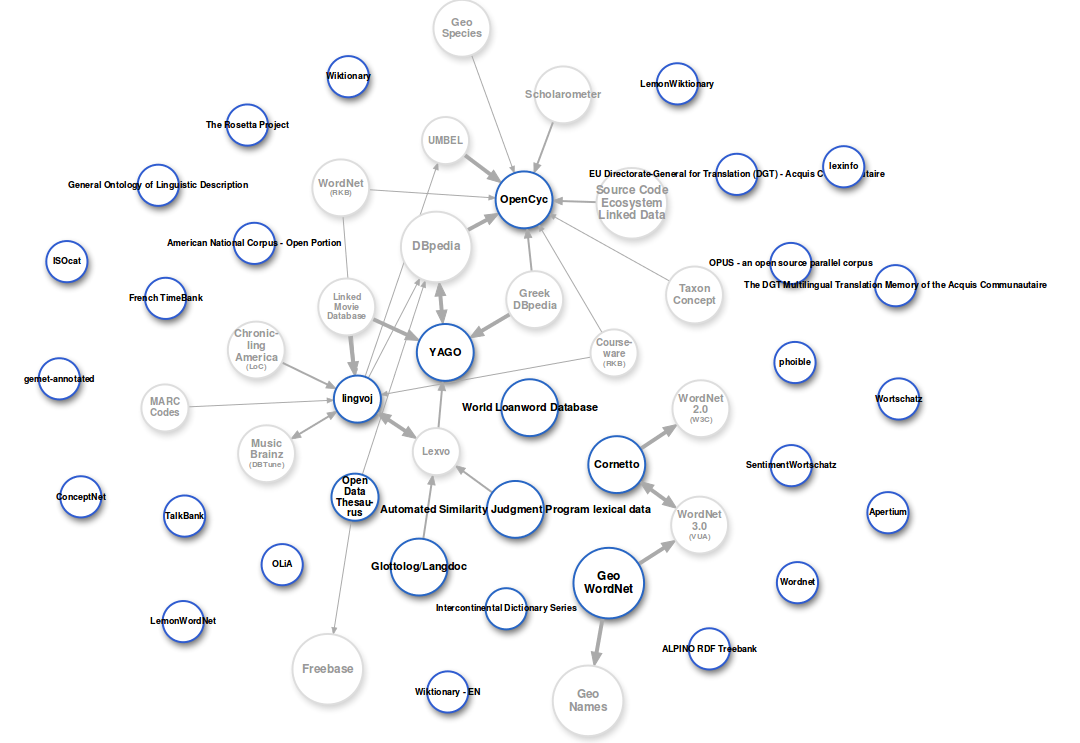 Geo
Species
Wiktionary
LemonWiktionary
Scholarometer
The Rosetta Project
UMBEL
lexinfo
EU Directorate-General for Translation (DGT) - Acquis C
taire
General Ontology of Linguistic Description
WordNet
(RKB)
OpenCyc
Source Code
Ecosystem
Linked Data
American National Corpus - Open Portion
DBpedia
ISOcat
OPUS - an open source parallel corpus
The DGT Multilingual Translation Memory of the Acquis Communautaire
French TimeBank
Linked
Movie
Database
Greek
DBpedia
Taxon
Concept
Chronic-
ling
America
(LoC)
YAGO
Course-
ware
(RKB)
phoible
gemet-annotated
MARC
Codes
lingvoj
World Loanword Database
WordNet
2.0
(W3C)
Wortschatz
Music
Brainz
(DBTune)
Lexvo
Cornetto
SentimentWortschatz
ConceptNet
Open
Data
Thesau-
rus
Automated Similarity Judgment Program lexical data
WordNet
3.0
(VUA)
Apertium
TalkBank
OLiA
Glottolog/Langdoc
Geo
WordNet
Wordnet
LemonWordNet
Intercontinental Dictionary Series
ALPINO RDF Treebank
Freebase
Wiktionary - EN
Geo
Names